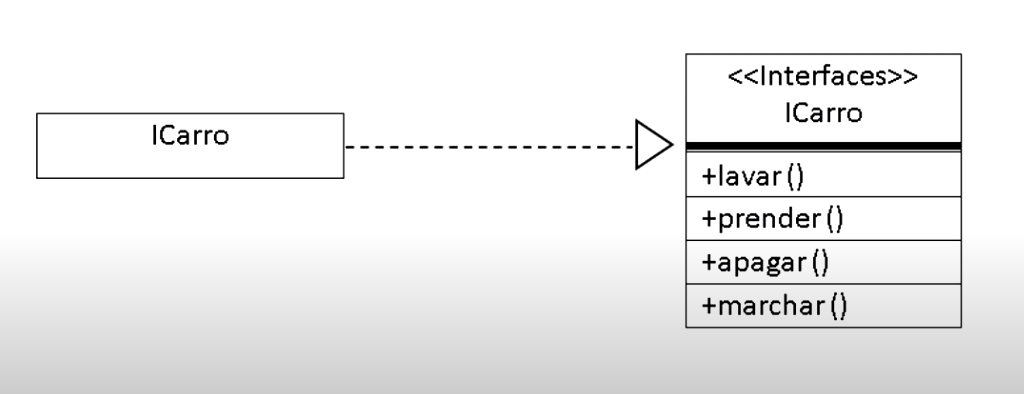 ICarro
<<Interfaces>>
ICarro
+lavar()
+prender()
+apagar()
+marchar()